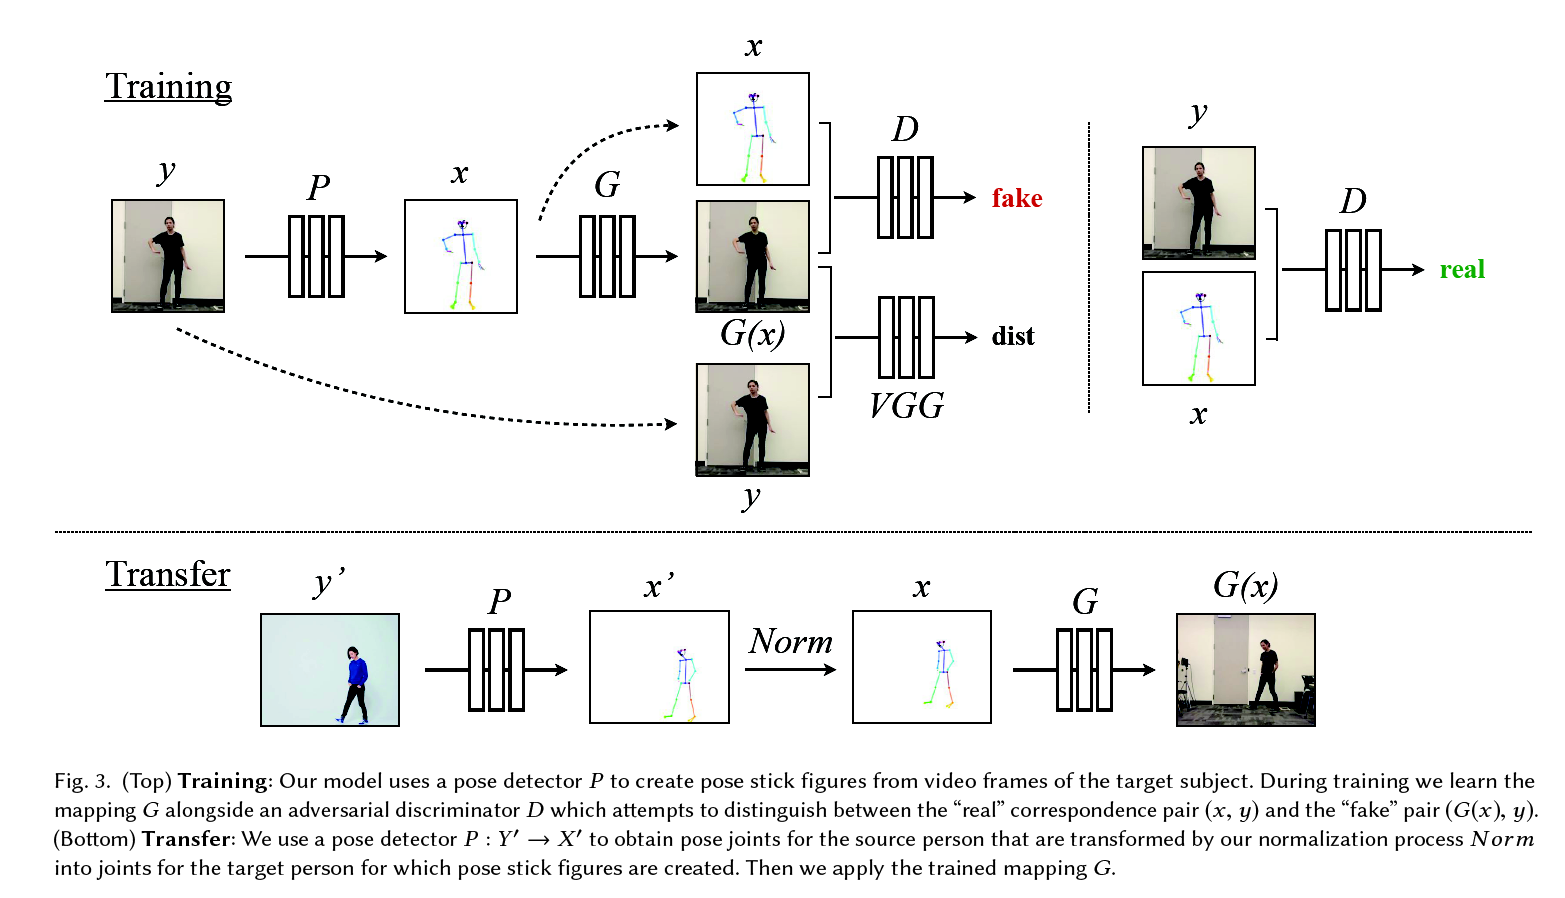 Training
x
y
P
x
G
D
fake
y
D
real
G(x)
dist
VGG
x
y
Transfer
y’
P
x’
Norm
x
G
G(x)
Fig. 3. (Top) Training: Our model uses a pose detector P to create pose stick figures from video frames of the target subject. During training we learn the
mapping G alongside an adversarial discriminator D which attempts to distinguish between the “real” correspondence pair (x, y) and the “fake” pair (G(x), y).
(Bottom) Transfer: We use a pose detector P : Y′ → X′ to obtain pose joints for the source person that are transformed by our normalization process Norm
into joints for the target person for which pose stick figures are created. Then we apply the trained mapping G.